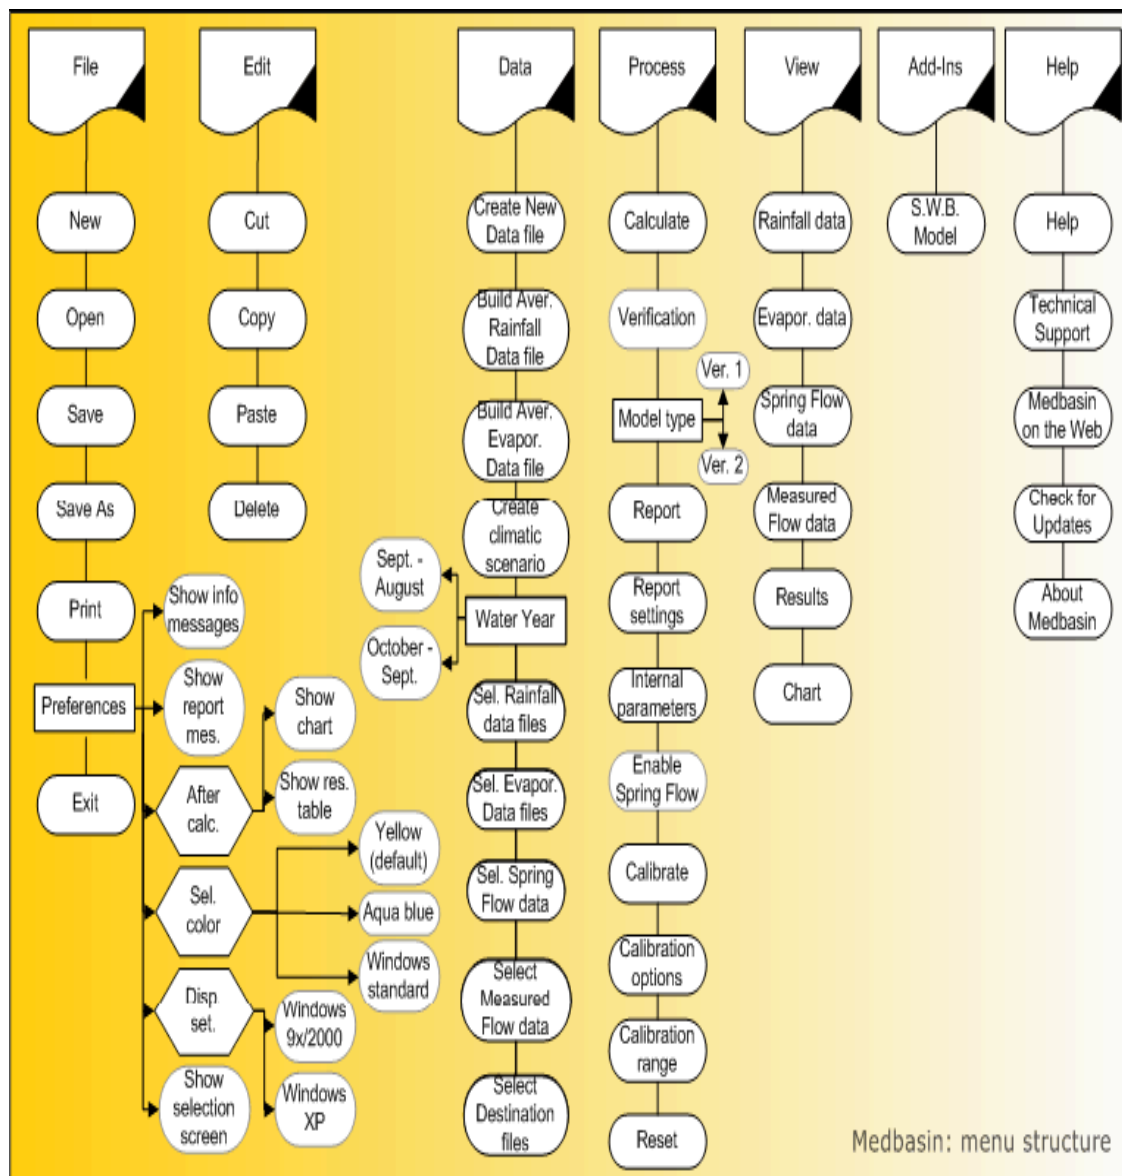 File
Edit
Data
Process
View
Add-Ins
Help
New
Open
Save
Save As
Print
Preferences
Exit
Show info
messages
Show
report
mes.
After
calc.
Show
chart
Show res.
table
Sel.
color
Yellow
(default)
Aqua blue
Windows
standard
Disp.
set.
Windows
9x/2000
Windows
XP
Show
selection
screen
Cut
Copy
Paste
Delete
Create New
Data file
Build Aver.
Rainfall
Data file
Build Aver.
Evapor.
Data file
Create
climatic
scenario
Water Year
Sept. -
August
October -
Sept.
Sel. Rainfall
data files
Sel. Evapor.
Data files
Sel. Spring
Flow data
Select
Measured
Flow data
Select
Destination
files
Calculate
Verification
Model type
Ver. 1
Ver. 2
Report
Report
settings
Internal
parameters
Enable
Spring Flow
Calibrate
Calibration
options
Calibration
range
Reset
Rainfall data
Evapor. data
Spring Flow
data
Measured
Flow data
Results
Chart
S.W.B.
Model
Help
Technical
Support
Medbasin
on the Web
Check for
Updates
About
Medbasin
Medbasin: menu structure